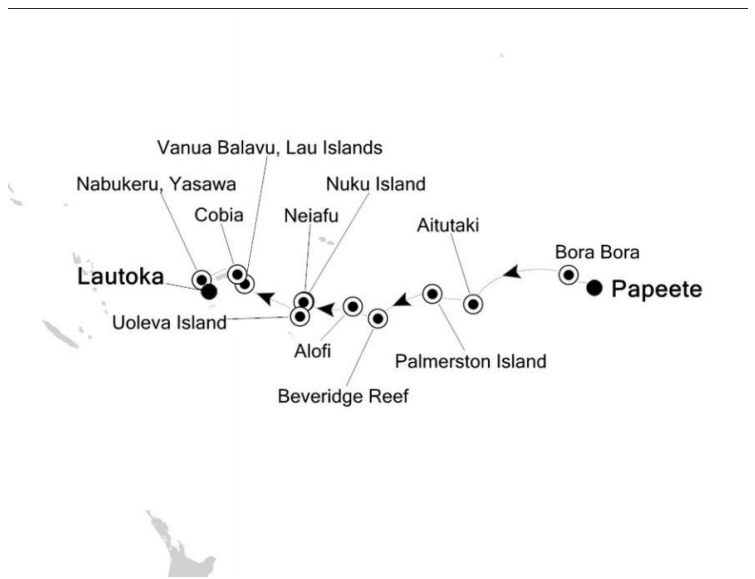 Vanua Balavu, Lau Islands
Nabukeru, Yasawa
Nuku Island
Cobia
Neiafu
Aitutaki
Bora Bora
Lautoka
Papeete
Uoleva Island
Alofi
Palmerston Island
Beveridge Reef